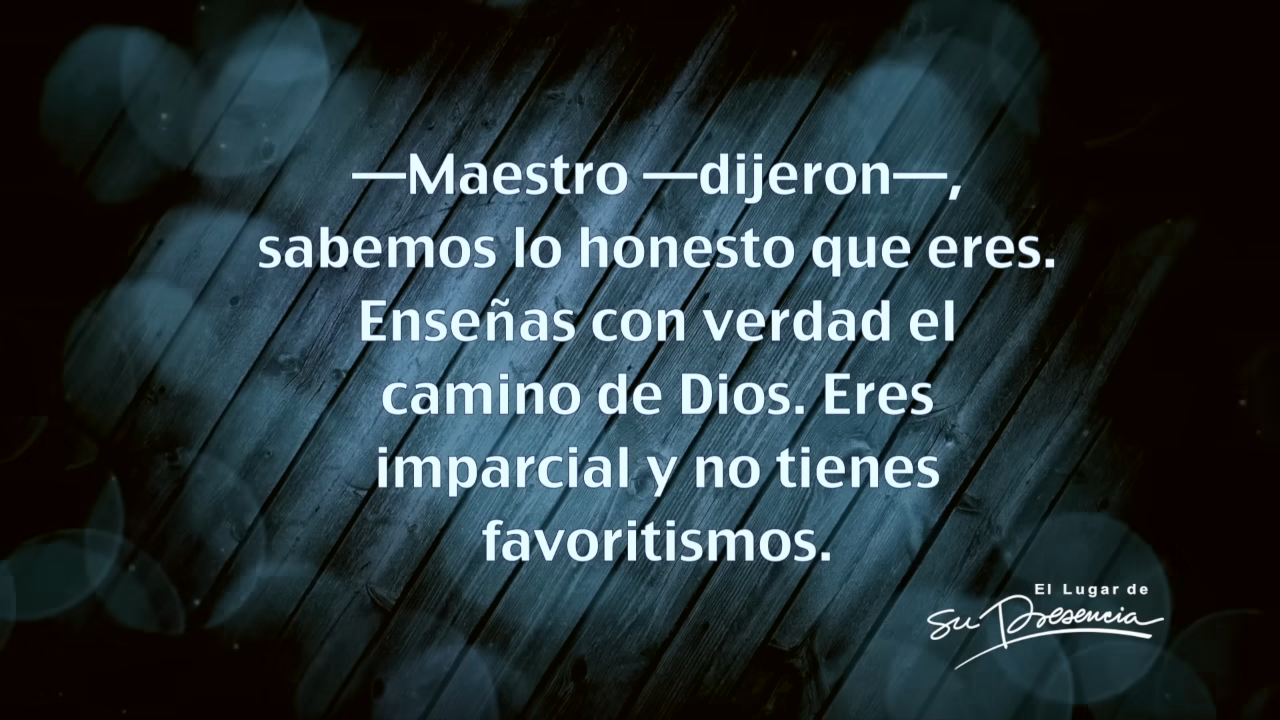 —Maestro —dijeron—,
sabemos lo honesto que eres.
Enseñas con verdad el
camino de Dios. Eres
imparcial y no tienes
favoritismos.
El Lugar de
Su Presencia